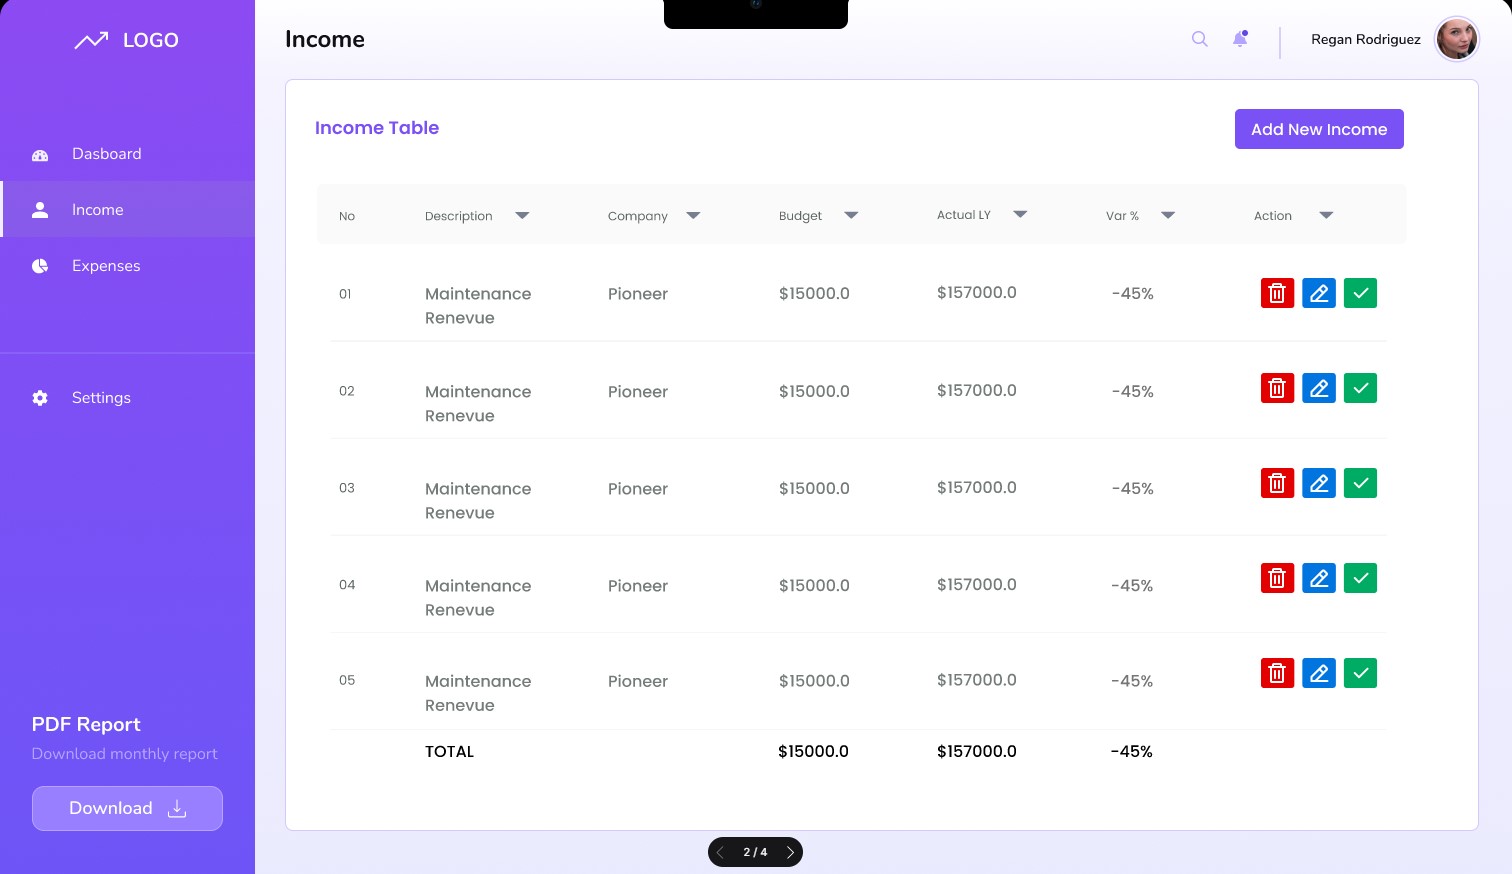 LOGO
Income
Regan Rodriguez
Dasboard
Income
Expenses
Settings
PDF Report
Download monthly report
Download
Income Table
Add New Income
No Description Company Budget Actual LY Var % Action
01 Maintenance Pioneer $15000.0 $157000.0 -45%
Renevue
02 Maintenance Pioneer $15000.0 $157000.0 -45%
Renevue
03 Maintenance Pioneer $15000.0 $157000.0 -45%
Renevue
04 Maintenance Pioneer $15000.0 $157000.0 -45%
Renevue
05 Maintenance Pioneer $15000.0 $157000.0 -45%
Renevue
TOTAL $15000.0 $157000.0 -45%
2 / 4